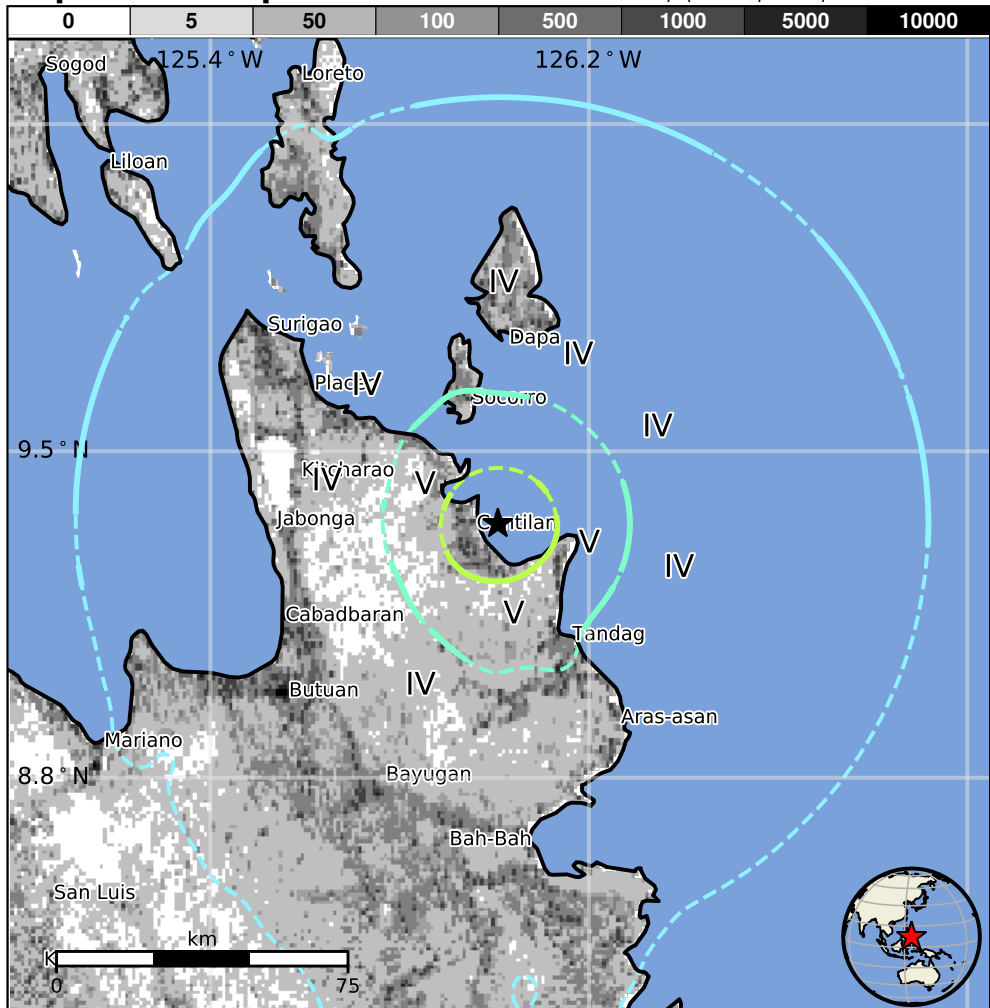 0 5 50 100 500 1000 5000 10000
125.4°W 126.2°W
Sogod
Loreto
Liloan
IV
Surigao
Dapa
IV
Placer
IV
Socorro
IV
9.5°N
Kitcharao
IV
V
Jabonga
Cantilan
V
IV
Cabadbaran
V
Tandag
IV
Butuan
Aras-asan
Mariano
8.8°N
Bayugan
Bah-Bah
San Luis
km
K
0 75